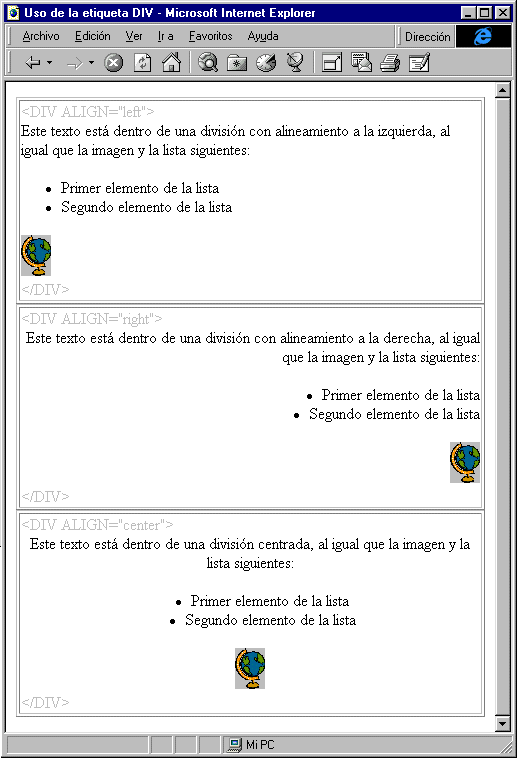 Uso de la etiqueta DIV - Microsoft Internet Explorer
Archivo Edición Ver Ir a Favoritos Ayuda Dirección
<DIV ALIGN="left">
Este texto está dentro de una división con alineamiento a la izquierda, al
igual que la imagen y la lista siguientes:
• Primer elemento de la lista
• Segundo elemento de la lista
</DIV>
<DIV ALIGN="right">
Este texto está dentro de una división con alineamiento a la derecha, al igual
que la imagen y la lista siguientes:
• Primer elemento de la lista
• Segundo elemento de la lista
</DIV>
<DIV ALIGN="center">
Este texto está dentro de una división centrada, al igual que la imagen y la
lista siguientes:
• Primer elemento de la lista
• Segundo elemento de la lista
</DIV>
Mi PC